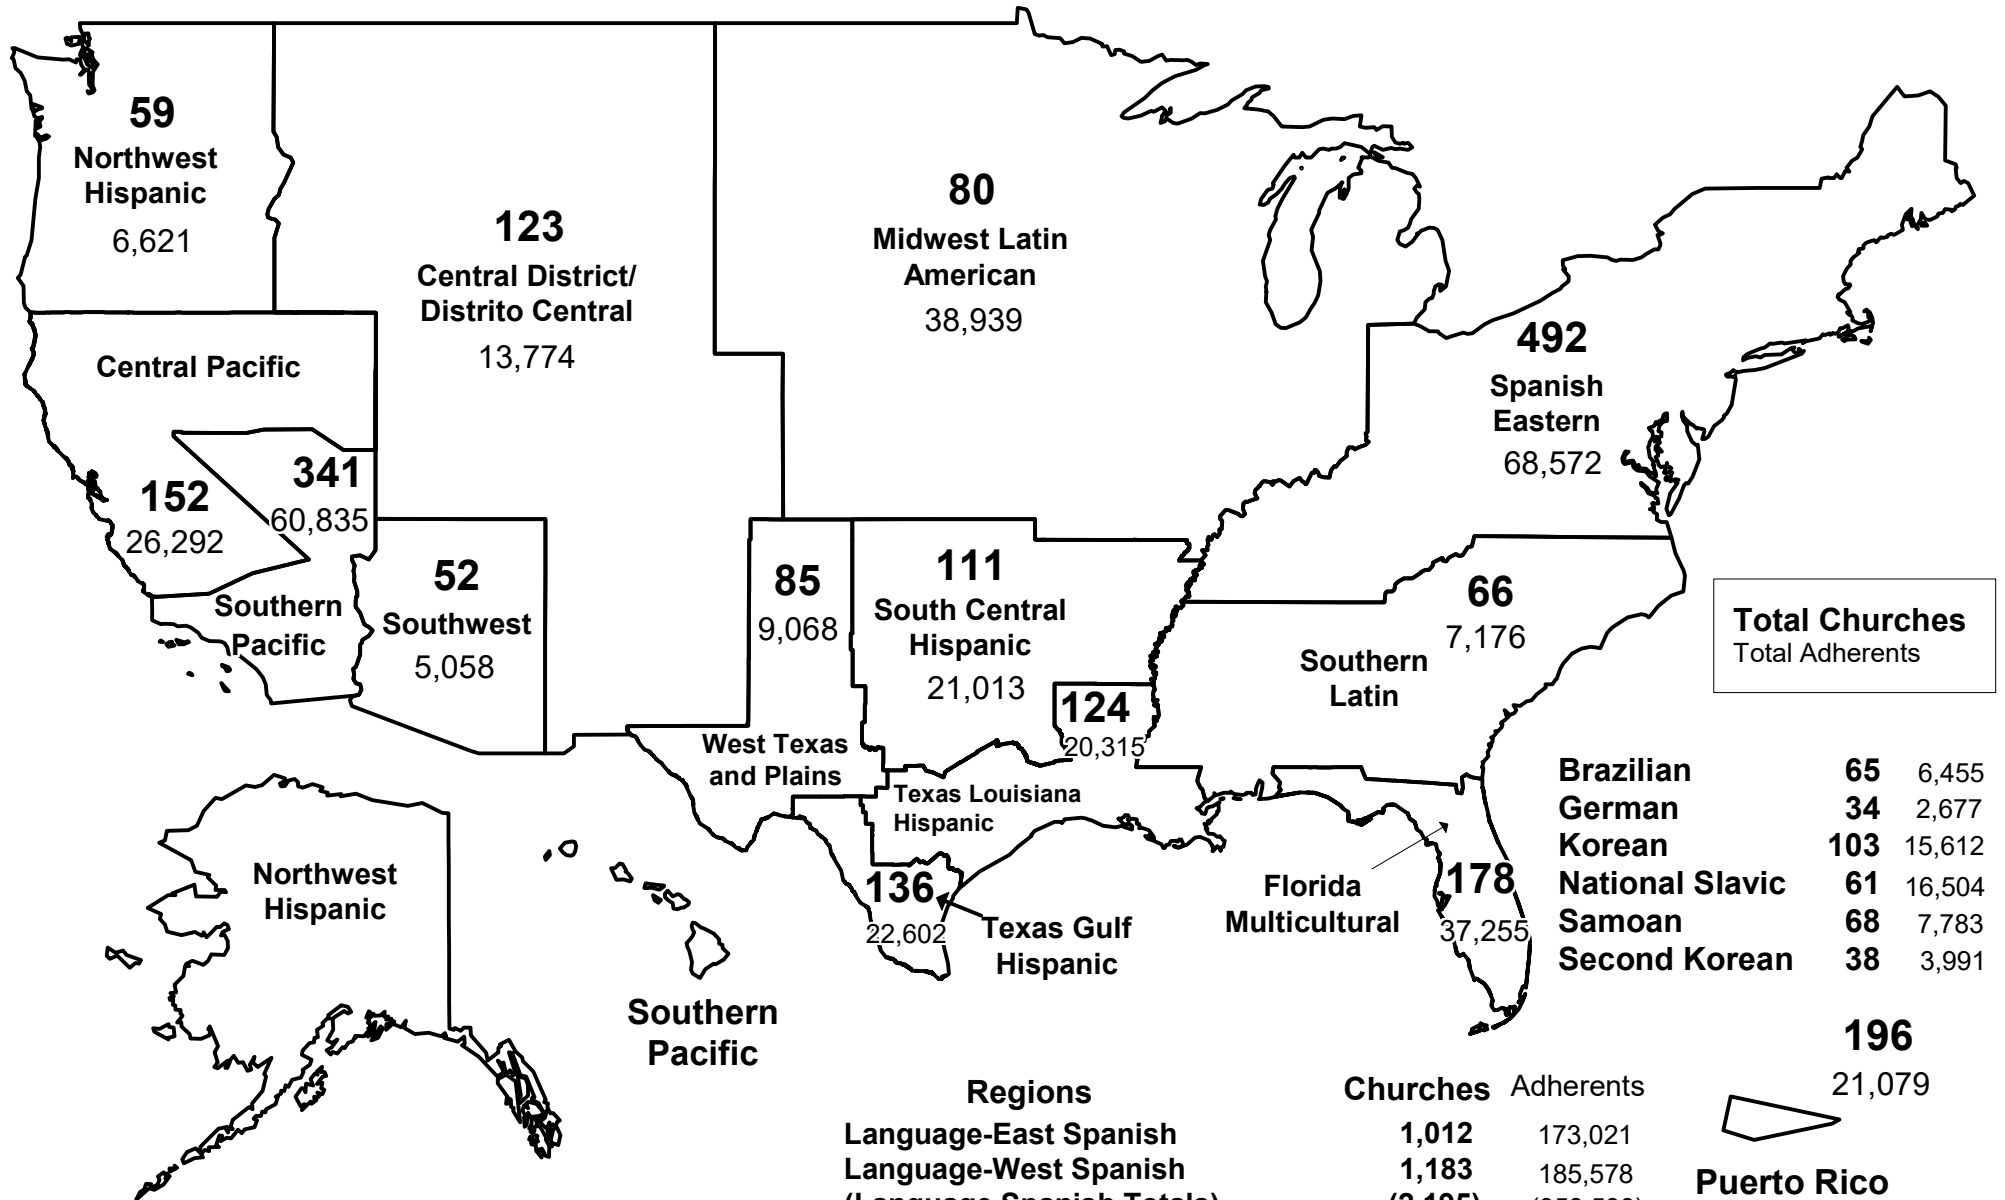 59
Northwest
Hispanic
6,621
123
Central District/
Distrito Central
13,774
80
Midwest Latin
American
38,939
492
Spanish
Eastern
68,572
Central Pacific
152
26,292
341
60,835
Southern
Pacific
52
Southwest
5,058
85
9,068
West Texas
and Plains
111
South Central
Hispanic
21,013
124
20,315
Texas Louisiana
Hispanic
66
7,176
Southern
Latin
Total Churches
Total Adherents
136
22,602
Texas Gulf
Hispanic
Florida
Multicultural
178
37,255
Brazilian 65 6,455
German 34 2,677
Korean 103 15,612
National Slavic 61 16,504
Samoan 68 7,783
Second Korean 38 3,991
Northwest
Hispanic
Southern
Pacific
196
21,079
Puerto Rico
Regions Churches Adherents
Language-East Spanish 1,012 173,021
Language-West Spanish 1,183 185,578
(Language Spanish Totals) (2,195)